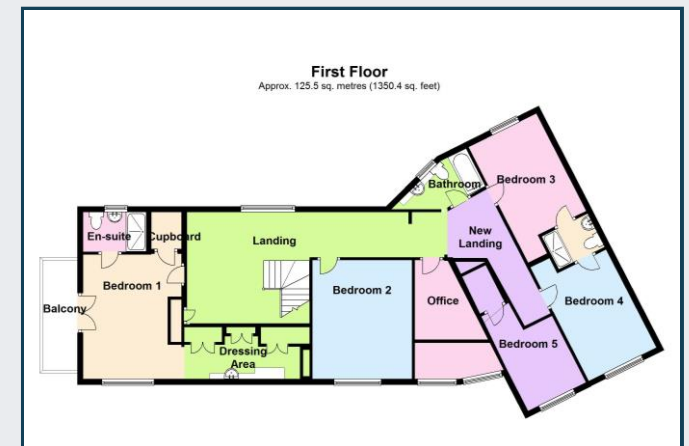 First Floor
Approx. 125.5 sq. metres (1350.4 sq. feet)
Bathroom
Bedroom 3
En-suite
Cupboard
Landing
New
Landing
Bedroom 1
Bedroom 2
Balcony
Office
Bedroom 4
Bedroom 5
Dressing
Area